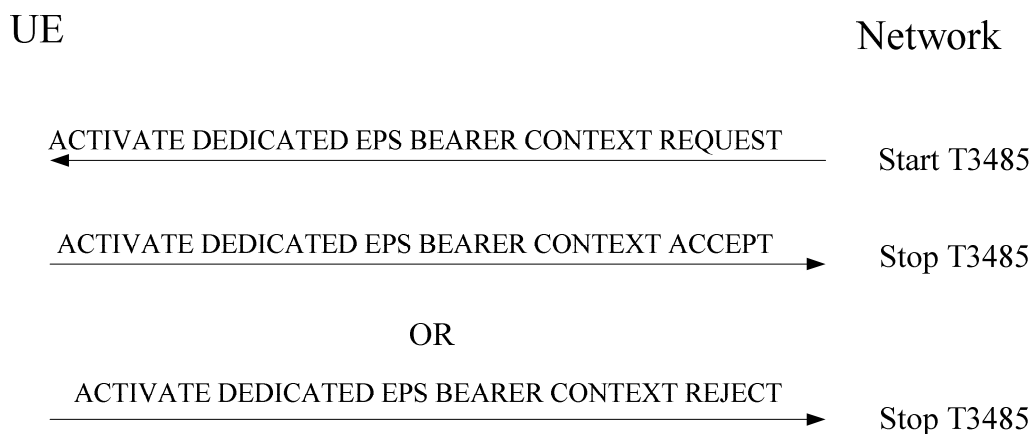 UE
Network
ACTIVATE DEDICATED EPS BEARER CONTEXT REQUEST
Start T3485
ACTIVATE DEDICATED EPS BEARER CONTEXT ACCEPT
Stop T3485
OR
ACTIVATE DEDICATED EPS BEARER CONTEXT REJECT
Stop T3485